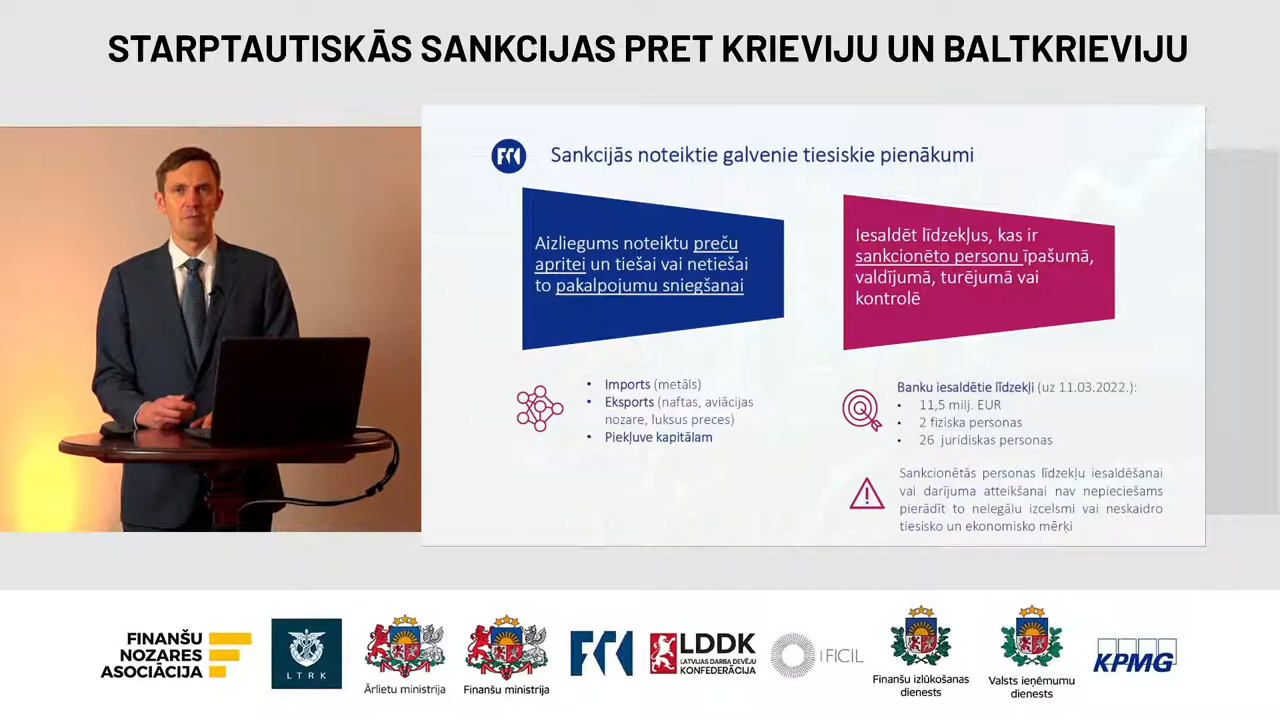 STARPTAUTISKĀS SANKCIJAS PRET KRIEVIJU UN BALTKRIEVIJU
FCI
Sankcijās noteiktie galvenie tiesiskie pienākumi
Aizliegums noteiktu preču
apritei un tiešai vai netiešai
to pakalpojumu sniegšanai
Iesaldēt līdzekļus, kas ir
sankcionēto personu īpašumā,
valdījumā, turējumā vai
kontrolē
• Imports (metāls)
• Eksports (naftas, aviācijas
nozare, luksus preces)
• Piekļuve kapitālam
Banku iesaldētie līdzekļi (uz 11.03.2022.):
• 11,5 milj. EUR
• 2 fiziska personas
• 26 juridiskas personas
Sankcionētās personas līdzekļu iesaldēšanai
vai darījuma atteikšanai nav nepieciešams
pierādīt to nelegālu izcelsmi vai neskaidro
tiesisko un ekonomisko mērķi
FINANŠU
NOZARES
ASOCIĀCIJA
LTRK
Ārlietu ministrija
Finanšu ministrija
LDDK
LATVIJAS DARBA DEVĒJU
KONFEDERĀCIJA
FICIL
Finanšu izlūkošanas
dienests
Valsts ieņēmumu
dienests
KPMG